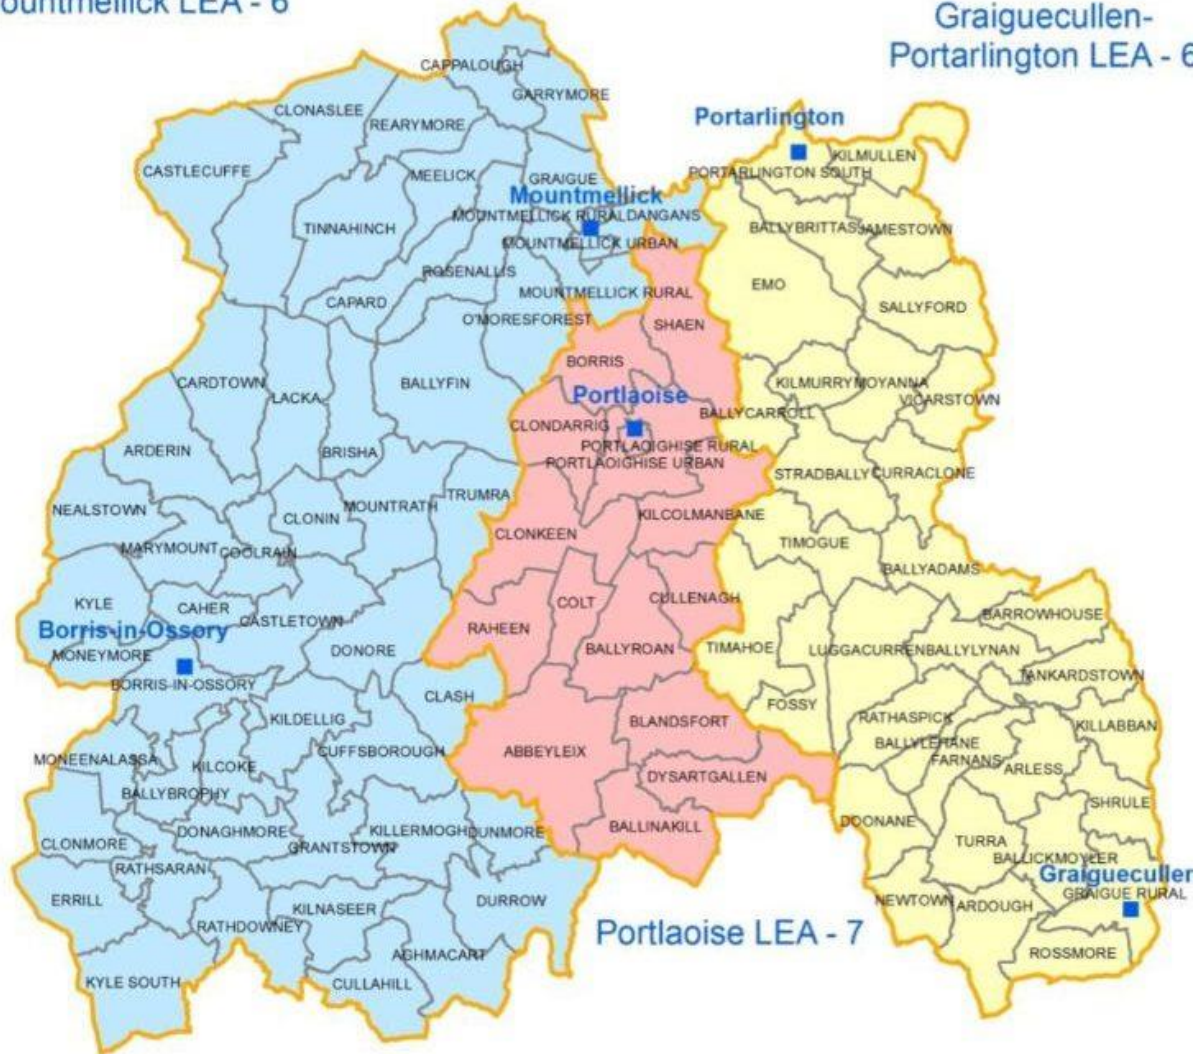 ountmellick LEA - 6
Graiguecullen-
Portarlington LEA - 6
CAPPALOUGH
GARRYMORE
CLONASLEE
REARYMORE
Portarlington
KILMULLEN
CASTLECUFFE
MEELICK
GRAIGUE
PORTARLINGTON SOUTH
Mountmellick
MOUNTMELLICK RURAL
DANGANS
TINNAHINCH
BALLYBRITTAS
JAMESTOWN
MOUNTMELLICK URBAN
ROSENALLIS
EMO
CAPARD
MOUNTMELLICK RURAL
SALLYFORD
O'MORESFOREST
SHAEN
BORRIS
CARDTOWN
BALLYFIN
KILMURRY
MOYANNA
LACKA
Portlaoise
VICARSTOWN
BALLYCARROLL
CLONDARRIG
ARDERIN
BRISHA
PORTLAOIGHISE RURAL
PORTLAOIGHISE URBAN
STRADBALLY
CURRACLONE
TRUMRA
NEALSTOWN
CLONIN
MOUNTRATH
KILCOLMANBANE
CLONKEEN
TIMOGUE
MARYMOUNT
COOLRAIN
BALLYADAMS
KYLE
CAHER
COLT
CULLENAGH
BARROWHOUSE
CASTLETOWN
Borris-in-Ossory
RAHEEN
MONEYMORE
DONORE
BALLYROAN
TIMAHOE
LUGGACURREN
BALLYLYNAN
BORRIS-IN-OSSORY
CLASH
TANKARDSTOWN
FOSSY
KILDELLIG
BLANDSFORT
RATHASPICK
KILLABBAN
MONEENALASSA
CUFFSBOROUGH
ABBEYLEIX
BALLYLEHANE
FARNANS
KILCOKE
ARLESS
DYSARTGALLEN
BALLYBROPHY
SHRULE
DONAGHMORE
KILLERMOGH
DUNMORE
BALLINAKILL
DOONANE
CLONMORE
GRANTSTOWN
TURRA
BALLICKMOYLER
RATHSARAN
Graiguecullen
ERRILL
DURROW
GRAIGUE RURAL
KILNASEER
NEWTOWN
ARDOUGH
RATHDOWNEY
Portlaoise LEA - 7
AGHMACART
ROSSMORE
KYLE SOUTH
CULLAHILL